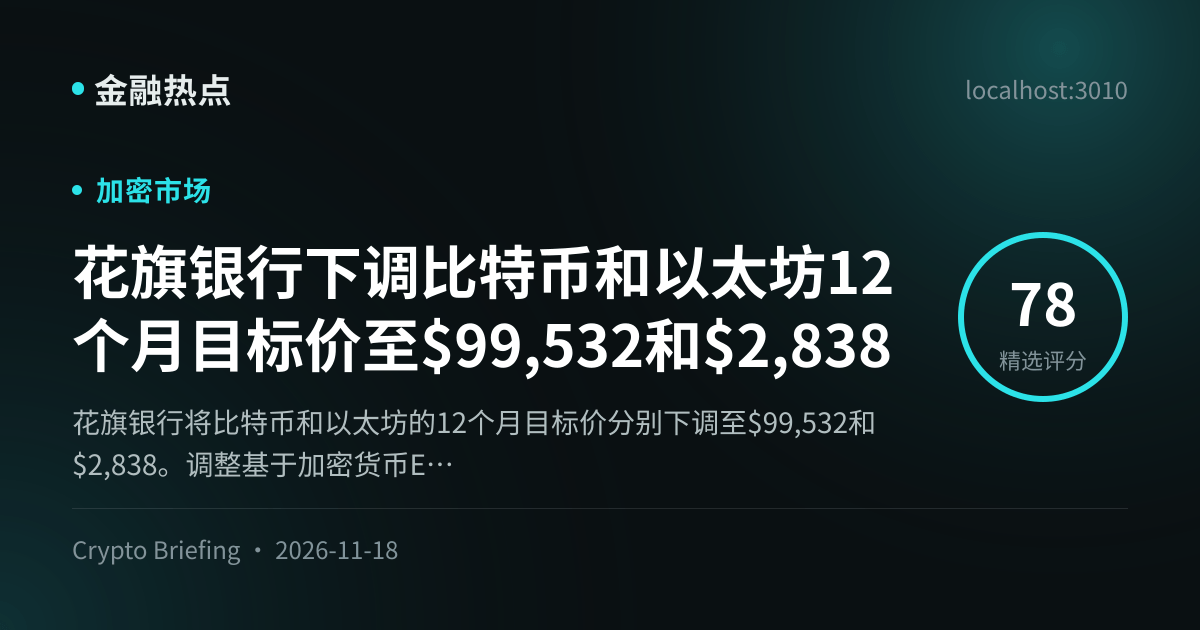 金融热点
localhost:3010
加密市场
花旗银行下调比特币和以太坊12
个月目标价至$99,532和$2,838
78
精选评分
花旗银行将比特币和以太坊的12个月目标价分别下调至$99,532和
$2,838。调整基于加密货币E…
Crypto Briefing · 2026-11-18